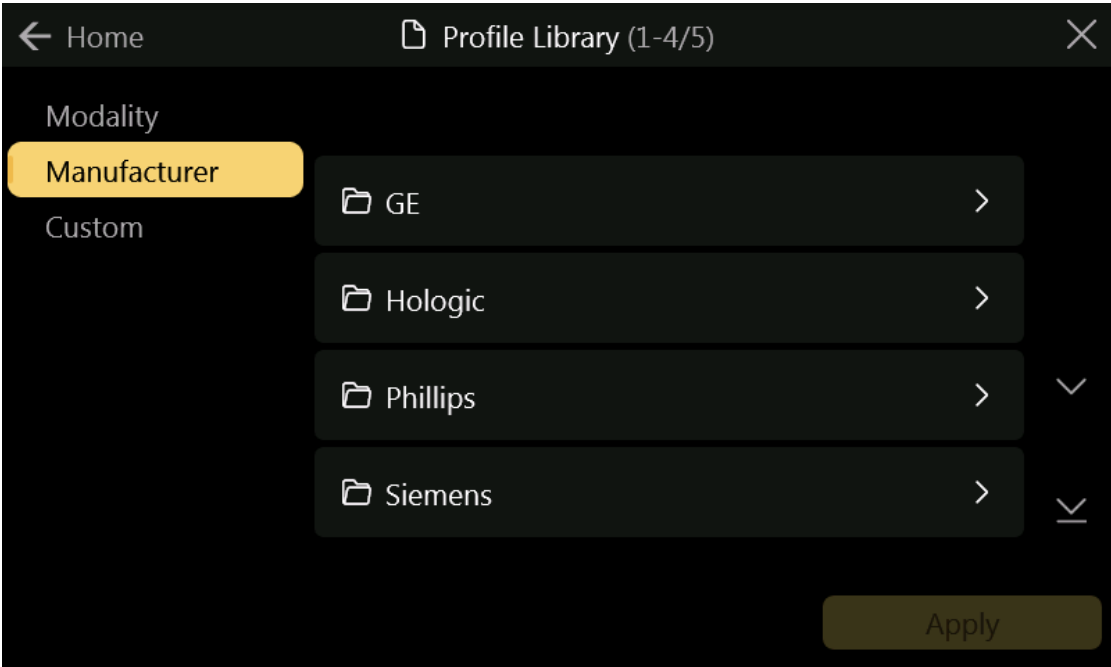 Home
Profile Library (1-4/5)
Modality
Manufacturer
Custom
GE
Hologic
Phillips
Siemens
Apply